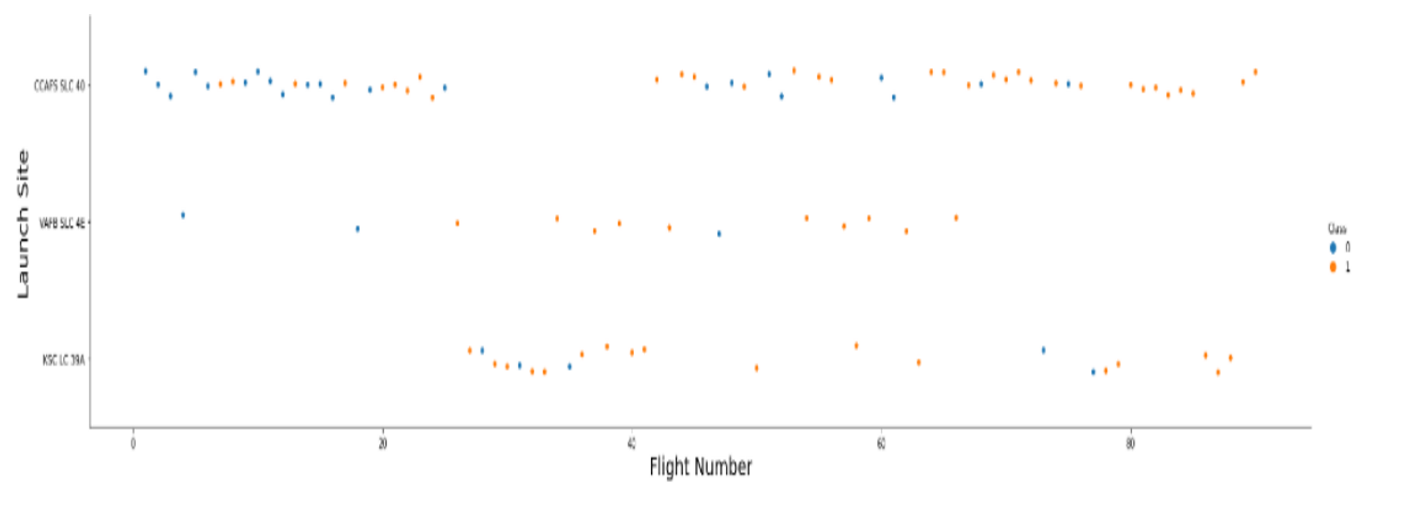 Launch Site
CCAFS SLC 40
VAFB SLC 4E
KSC LC 39A
0 20 40 60 80
Flight Number
Class
0
1